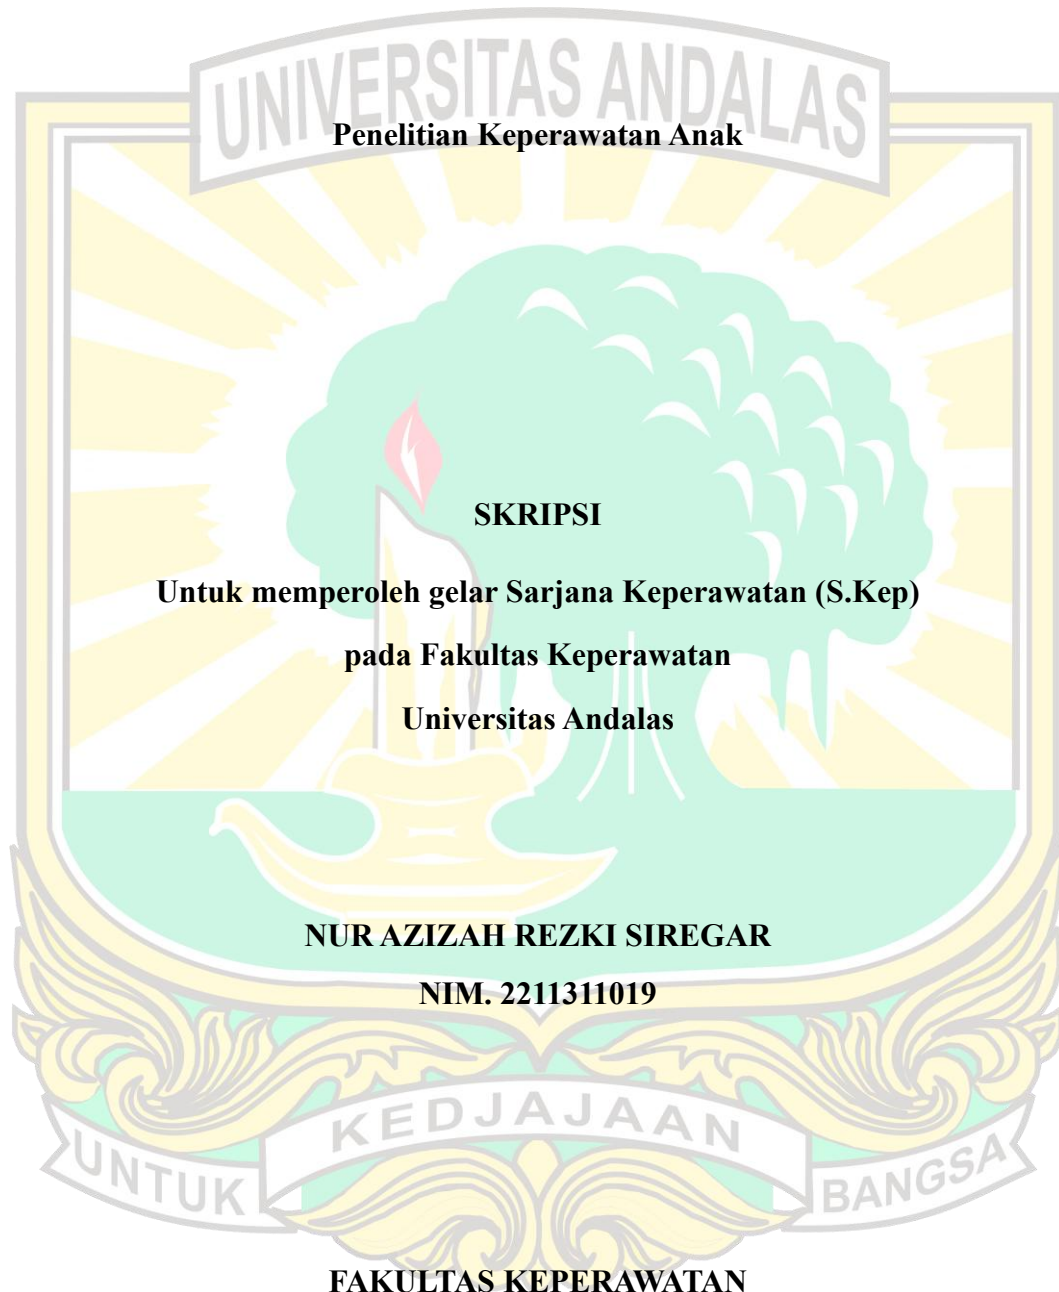 UNIVERSITAS ANDALAS
Penelitian Keperawatan Anak
SKRIPSI
Untuk memperoleh gelar Sarjana Keperawatan (S.Kep)
pada Fakultas Keperawatan
Universitas Andalas
NUR AZIZAH REZKI SIREGAR
NIM. 2211311019
UNTUK KEDJAJAAN BANGSA
FAKULTAS KEPERAWATAN